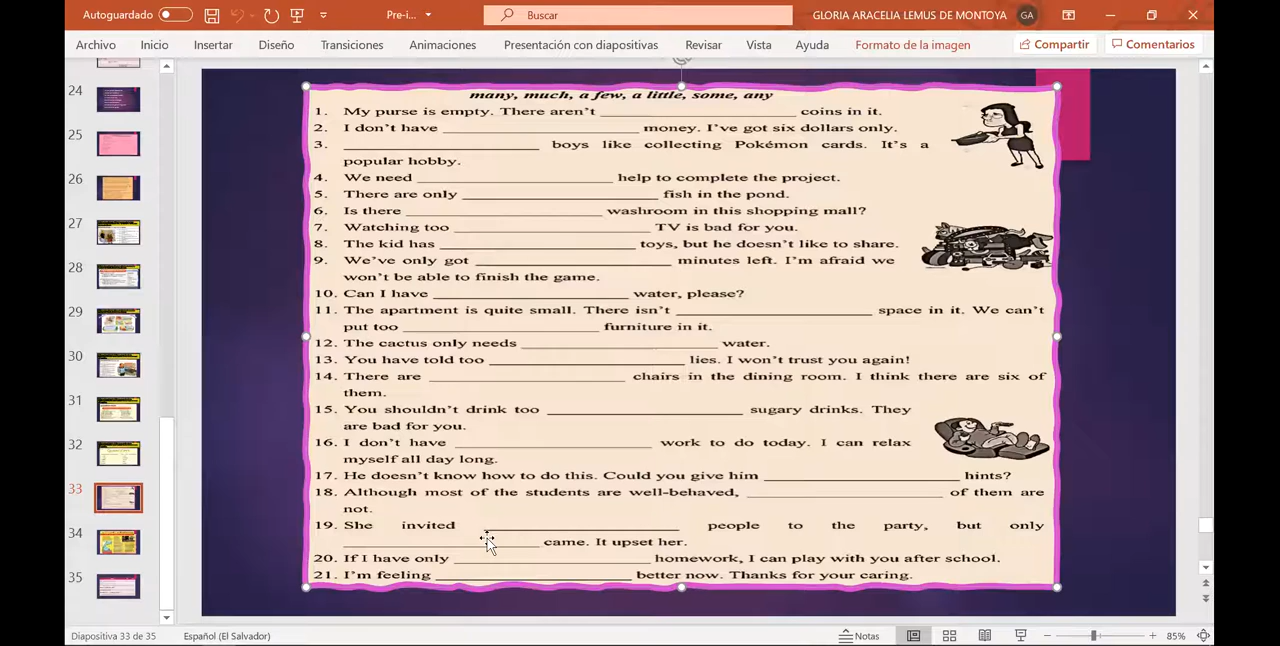 Autoguardado
Pre-i...
Buscar
GLORIA ARACELIA LEMUS DE MONTOYA
GA
Archivo Inicio Insertar Diseño Transiciones Animaciones Presentación con diapositivas Revisar Vista Ayuda Formato de la imagen Compartir Comentarios
24
25
26
27
28
29
30
31
32
33
34
35
many, much, a few, a little, some, any
1. My purse is empty. There aren't ____________ coins in it.
2. I don't have ____________ money. I've got six dollars only.
3. ____________ boys like collecting Pokémon cards. It's a
popular hobby.
4. We need ____________ help to complete the project.
5. There are only ____________ fish in the pond.
6. Is there ____________ washroom in this shopping mall?
7. Watching too ____________ TV is bad for you.
8. The kid has ____________ toys, but he doesn't like to share.
9. We've only got ____________ minutes left. I'm afraid we
won't be able to finish the game.
10. Can I have ____________ water, please?
11. The apartment is quite small. There isn't ____________ space in it. We can't
put too ____________ furniture in it.
12. The cactus only needs ____________ water.
13. You have told too ____________ lies. I won't trust you again!
14. There are ____________ chairs in the dining room. I think there are six of
them.
15. You shouldn't drink too ____________ sugary drinks. They
are bad for you.
16. I don't have ____________ work to do today. I can relax
myself all day long.
17. He doesn't know how to do this. Could you give him ____________ hints?
18. Although most of the students are well-behaved, ____________ of them are
not.
19. She invited ____________ people to the party, but only
____________ came. It upset her.
20. If I have only ____________ homework, I can play with you after school.
21. I'm feeling ____________ better now. Thanks for your caring.
Diapositiva 33 de 35 Español (El Salvador) Notas 85%